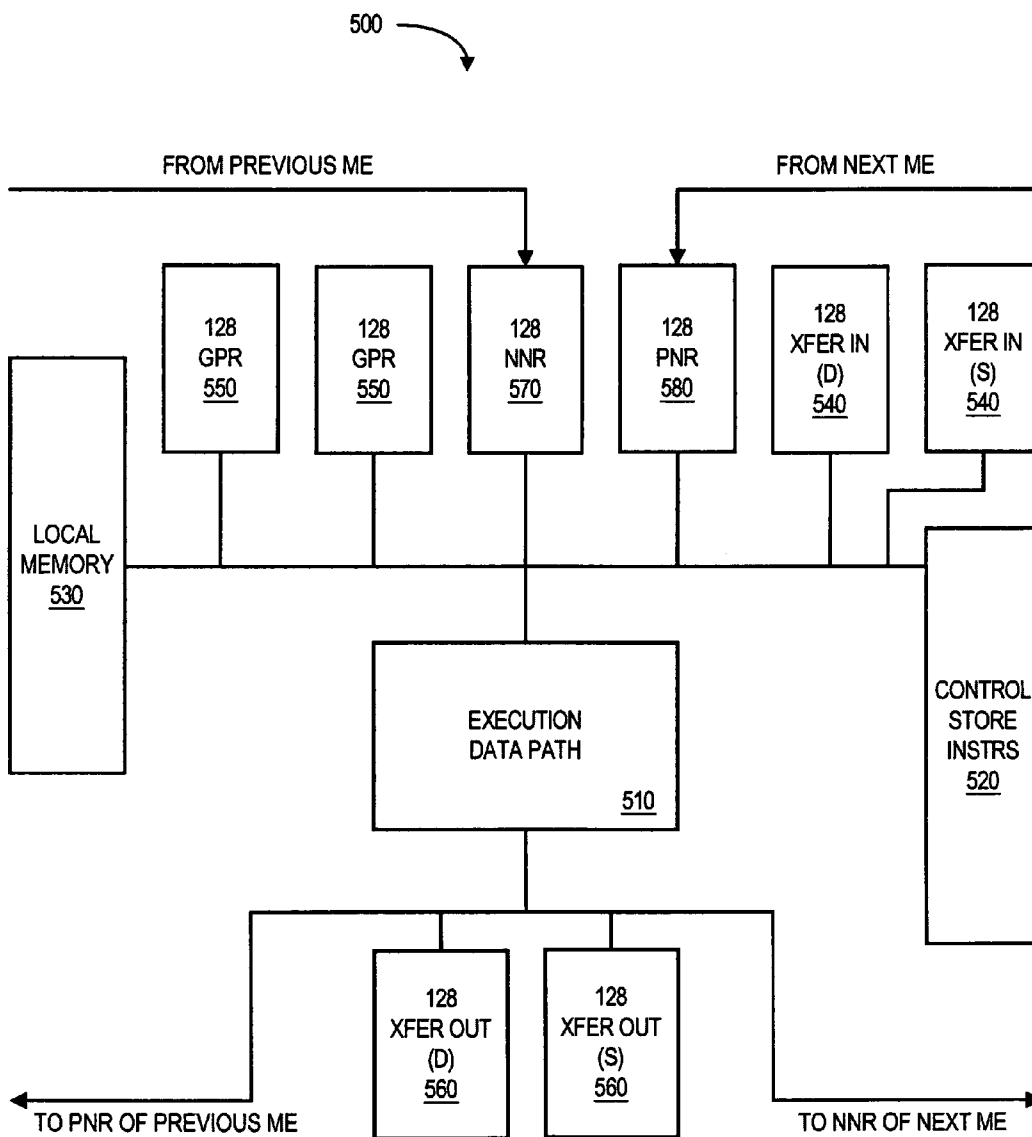 500
FROM PREVIOUS ME
FROM NEXT ME
128
GPR
550
128
GPR
550
128
NNR
570
128
PNR
580
128
XFER IN
(D)
540
128
XFER IN
(S)
540
LOCAL
MEMORY
530
EXECUTION
DATA PATH
510
CONTROL
STORE
INSTRS
520
128
XFER OUT
(D)
560
128
XFER OUT
(S)
560
TO PNR OF PREVIOUS ME
TO NNR OF NEXT ME